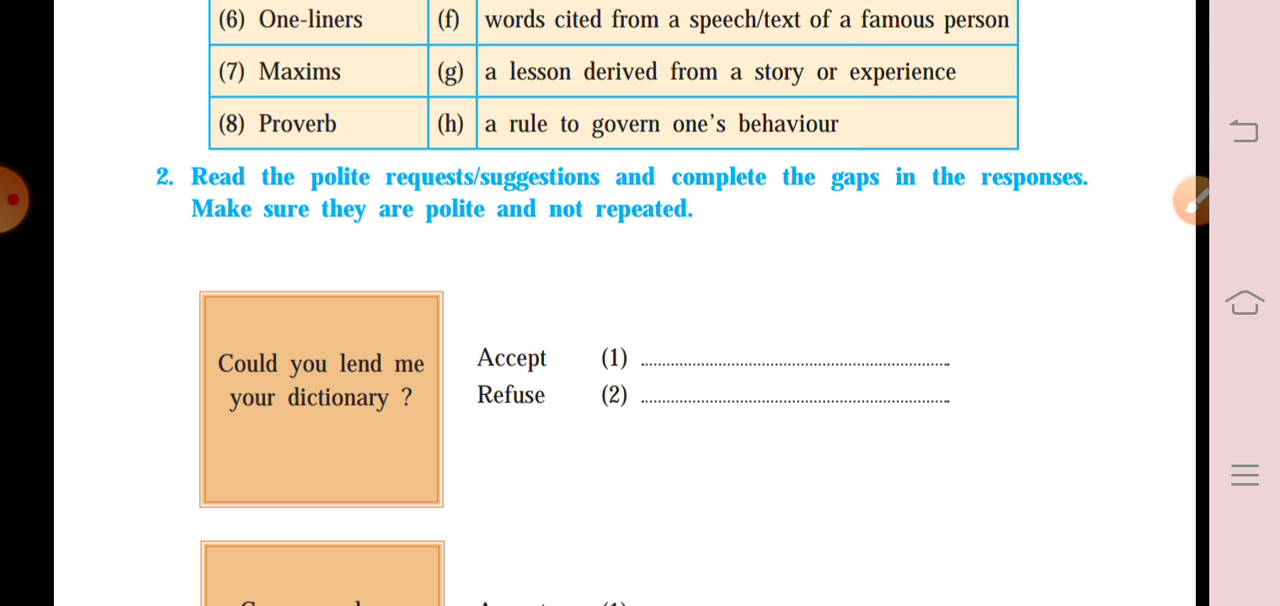 (6) One-liners (f) words cited from a speech/text of a famous person
(7) Maxims (g) a lesson derived from a story or experience
(8) Proverb (h) a rule to govern one's behaviour
2. Read the polite requests/suggestions and complete the gaps in the responses.
Make sure they are polite and not repeated.
Could you lend me
your dictionary ?
Accept (1) ........................................
Refuse (2) ........................................